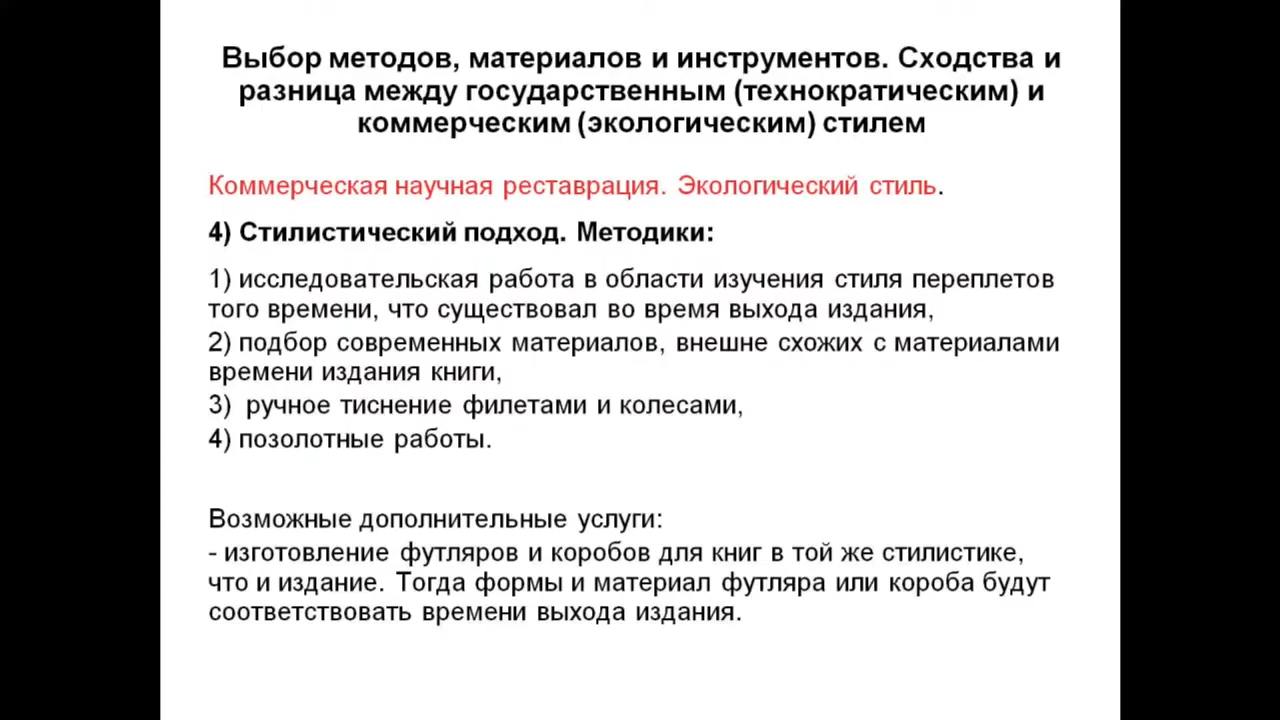 Выбор методов, материалов и инструментов. Сходства и
разница между государственным (технократическим) и
коммерческим (экологическим) стилем
Коммерческая научная реставрация. Экологический стиль.
4) Стилистический подход. Методики:
1) исследовательская работа в области изучения стиля переплетов
того времени, что существовал во время выхода издания,
2) подбор современных материалов, внешне схожих с материалами
времени издания книги,
3) ручное тиснение филетами и колесами,
4) позолотные работы.
Возможные дополнительные услуги:
- изготовление футляров и коробов для книг в той же стилистике,
что и издание. Тогда формы и материал футляра или короба будут
соответствовать времени выхода издания.